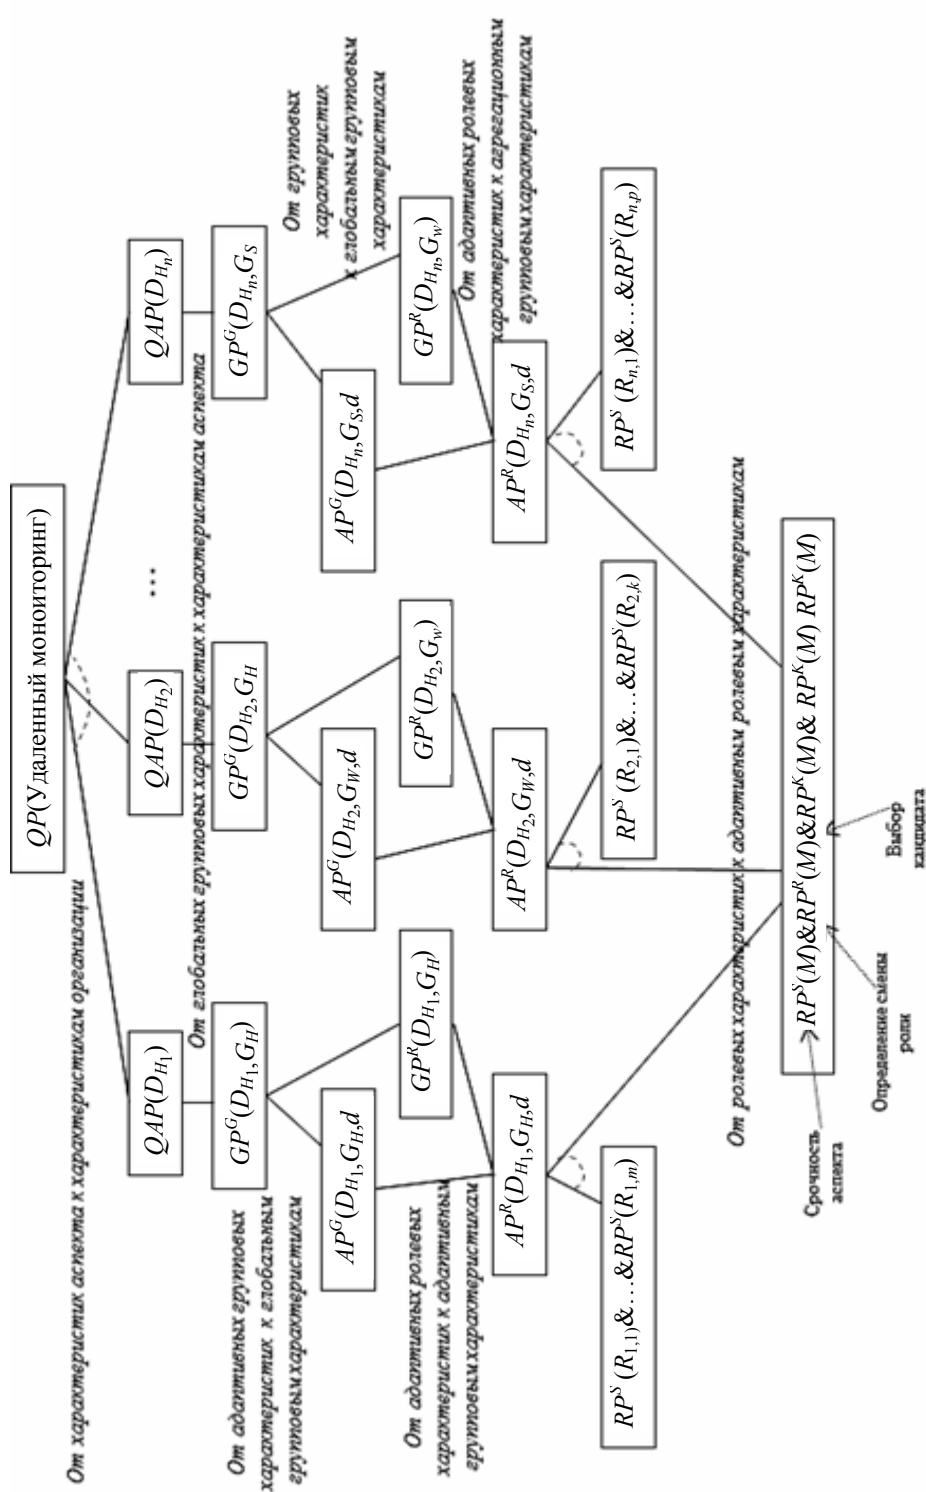 QP(Удаленный моноиторинг)
От характеристик аспекта к характеристикам организации
QAP(D_{H_1})
QAP(D_{H_2})
...
QAP(D_{H_n})
От глобальных групповых характеристик к характеристикам аспекта
GP^G(D_{H_1},G_H)
GP^G(D_{H_2},G_H)
GP^G(D_{H_n},G_S)
От адаптивных групповых
характеристик к глобальным
групповым характеристикам
От групповых
характеристик
к глобальным групповым
характеристикам
AP^G(D_{H_1},G_H,d)
AP^G(D_{H_2},G_W,d)
AP^G(D_{H_n},G_S,d)
GP^R(D_{H_1},G_H)
GP^R(D_{H_2},G_w)
GP^R(D_{H_n},G_w)
От адаптивных ролевых
характеристик к адаптивным
групповым характеристикам
От адаптивных ролевых
характеристик к агрегационным
групповым характеристикам
AP^R(D_{H_1},G_H,d)
AP^R(D_{H_2},G_W,d)
AP^R(D_{H_n},G_S,d)
RP^S(R_{1,1})&...&RP^S(R_{1,m})
RP^S(R_{2,1})&...&RP^S(R_{2,k})
RP^S(R_{n,1})&...&RP^S(R_{n,p})
От ролевых характеристик к адаптивным ролевым характеристикам
RP^S(M)&RP^R(M)&RP^K(M)& RP^K(M) RP^K(M)
Срочность
аспекта
Определение смены
роли
Выбор
кандидата